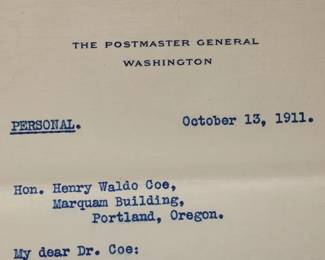 THE POSTMASTER GENERAL
WASHINGTON
PERSONAL. October 13, 1911.
Hon. Henry Waldo Coe,
Marquam Building,
Portland, Oregon.
My dear Dr. Coe: